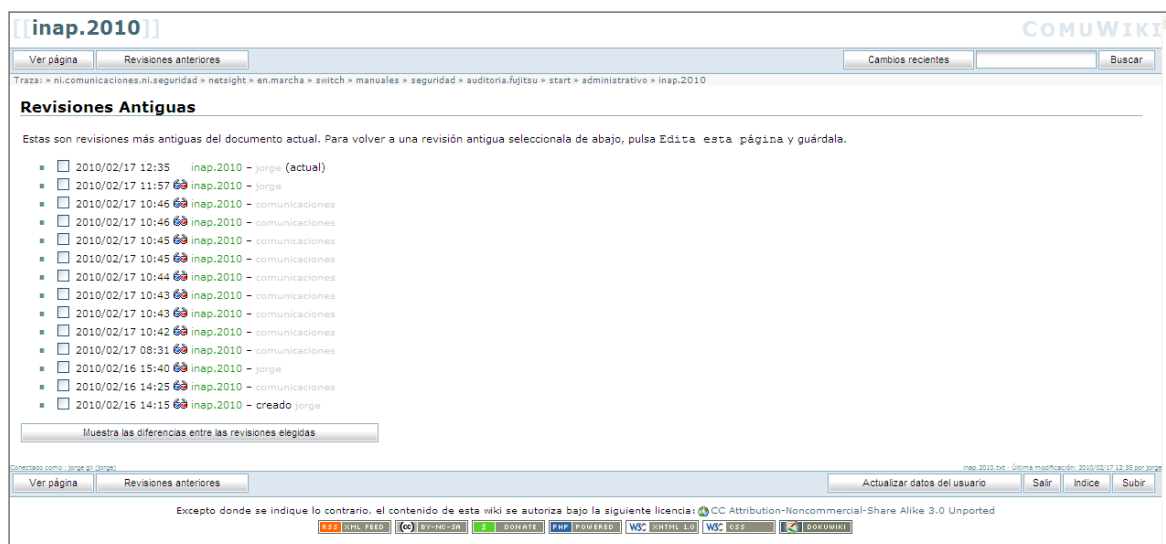 [[inap.2010]] COMUWIKI
Ver página Revisiones anteriores Cambios recientes Buscar
Traza: » ni.comunicaciones.ni.seguridad » netsight » en.marcha » switch » manuales » seguridad » auditoria.fujitsu » start » administrativo » inap.2010
Revisiones Antiguas
Estas son revisiones más antiguas del documento actual. Para volver a una revisión antigua seleccionala de abajo, pulsa Edita esta página y guárdala.
2010/02/17 12:35 inap.2010 – jorge (actual)
2010/02/17 11:57 inap.2010 – jorge
2010/02/17 10:46 inap.2010 – comunicaciones
2010/02/17 10:46 inap.2010 – comunicaciones
2010/02/17 10:45 inap.2010 – comunicaciones
2010/02/17 10:45 inap.2010 – comunicaciones
2010/02/17 10:44 inap.2010 – comunicaciones
2010/02/17 10:43 inap.2010 – comunicaciones
2010/02/17 10:43 inap.2010 – comunicaciones
2010/02/17 10:42 inap.2010 – comunicaciones
2010/02/17 08:31 inap.2010 – comunicaciones
2010/02/16 15:40 inap.2010 – jorge
2010/02/16 14:25 inap.2010 – comunicaciones
2010/02/16 14:15 inap.2010 – creado jorge
Muestra las diferencias entre las revisiones elegidas
Conectado como : jorge gil (jorge) inap.2010.txt · Última modificación: 2010/02/17 12:35 por jorge
Ver página Revisiones anteriores Actualizar datos del usuario Salir Indice Subir
Excepto donde se indique lo contrario, el contenido de esta wiki se autoriza bajo la siguiente licencia: CC Attribution-Noncommercial-Share Alike 3.0 Unported
RSS XML FEED (cc) BY-NC-SA $ DONATE PHP POWERED W3C XHTML 1.0 W3C CSS DOKUWIKI